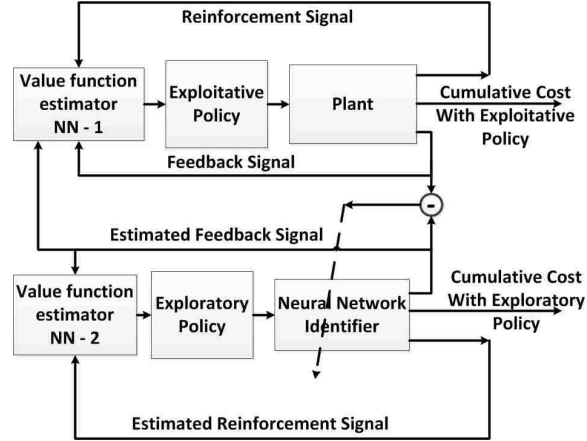 Reinforcement Signal
Value function
estimator
NN - 1
Exploitative
Policy
Plant
Cumulative Cost
With Exploitative
Policy
Feedback Signal
-
Estimated Feedback Signal
Value function
estimator
NN - 2
Exploratory
Policy
Neural Network
Identifier
Cumulative Cost
With Exploratory
Policy
Estimated Reinforcement Signal